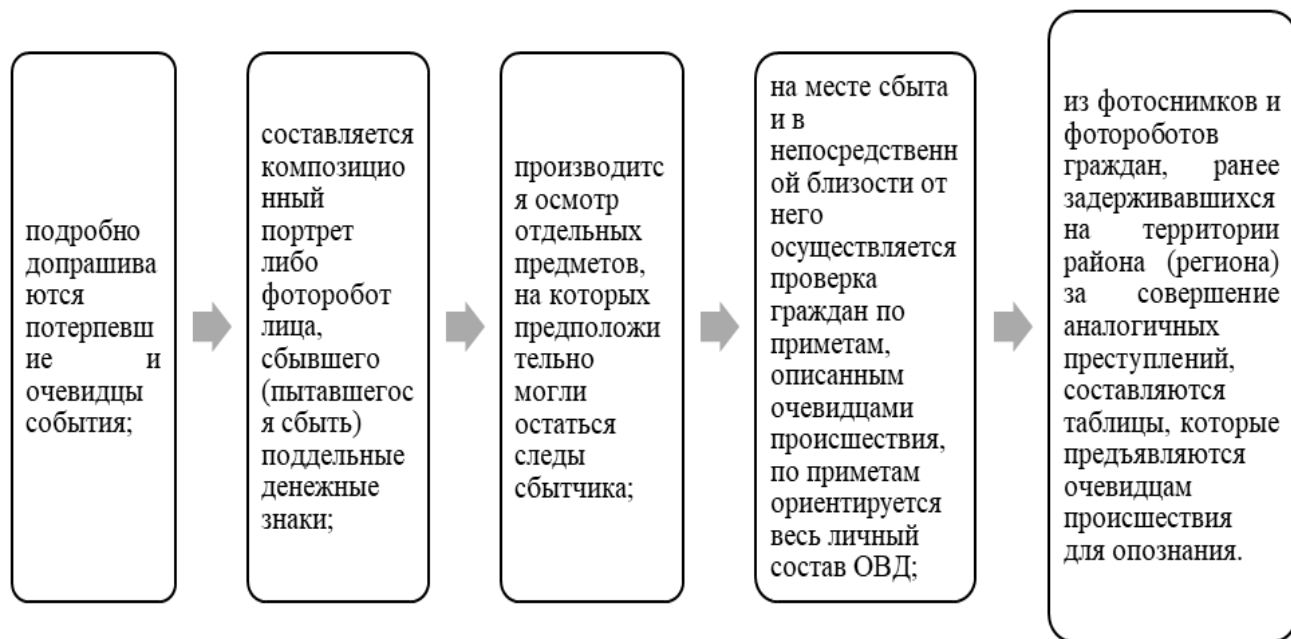 подробно
допрашива
ются
потерпевш
ие и
очевидцы
события;
составляется
композицио
нный
портрет
либо
фоторобот
лица,
сбывшего
(пытавшегос
я сбыть)
поддельные
денежные
знаки;
производитс
я осмотр
отдельных
предметов,
на которых
предположи
тельно
могли
остаться
следы
сбытчика;
на месте сбыта
и в
непосредственн
ой близости от
него
осуществляется
проверка
граждан по
приметам,
описанным
очевидцами
происшествия,
по приметам
ориентируется
весь личный
состав ОВД;
из фотоснимков и
фотороботов
граждан, ранее
задерживавшихся
на территории
района (региона)
за совершение
аналогичных
преступлений,
составляются
таблицы, которые
предъявляются
очевидцам
происшествия
для опознания.